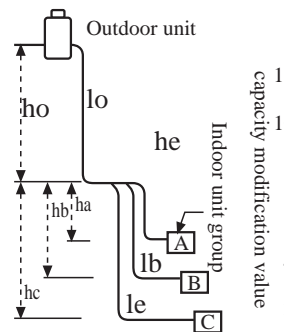 Outdoor unit
lo
ho
he
ha
hb
hc
lb
le
A
B
C
Indoor unit group
capacity modification value
1
1